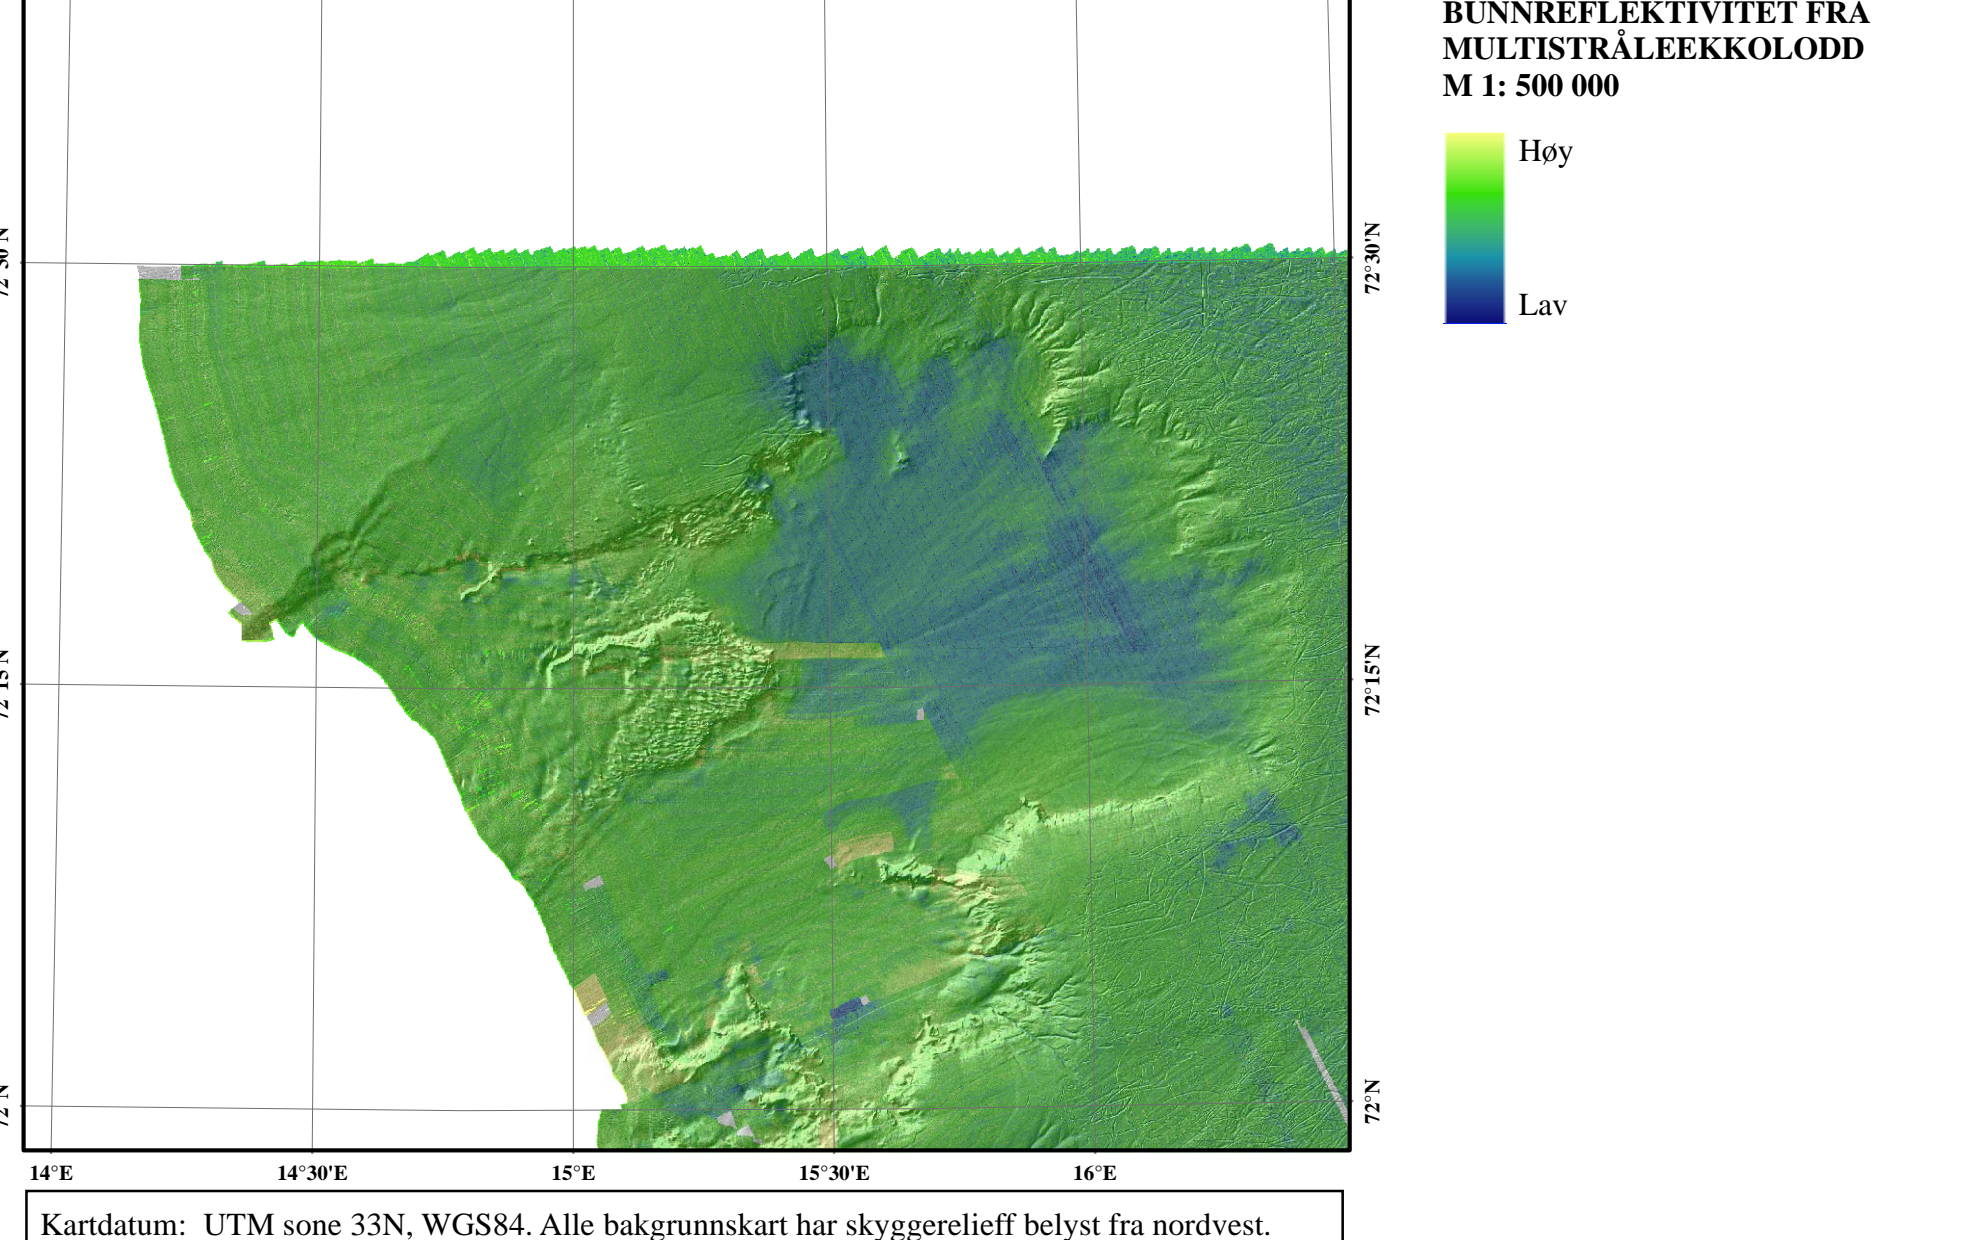 BUNNREFLEKTIVITET FRA
MULTISTRÅLEEKKOLODD
M 1: 500 000
Høy
Lav
72°30'N
72°15'N
72°N
14°E
14°30'E
15°E
15°30'E
16°E
Kartdatum: UTM sone 33N, WGS84. Alle bakgrunnskart har skyggerelieff belyst fra nordvest.